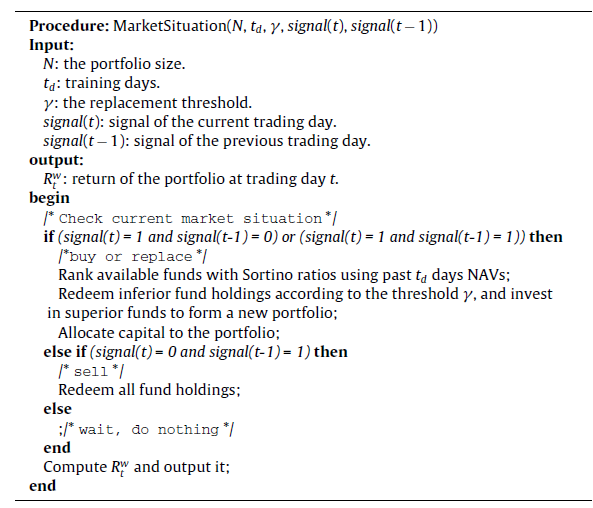 Procedure: MarketSituation(N, t_d, γ, signal(t), signal(t − 1))
Input:
N: the portfolio size.
t_d: training days.
γ: the replacement threshold.
signal(t): signal of the current trading day.
signal(t − 1): signal of the previous trading day.
output:
R_t^w: return of the portfolio at trading day t.
begin
/* Check current market situation */
if (signal(t) = 1 and signal(t-1) = 0) or (signal(t) = 1 and signal(t-1) = 1)) then
/*buy or replace */
Rank available funds with Sortino ratios using past t_d days NAVs;
Redeem inferior fund holdings according to the threshold γ, and invest
in superior funds to form a new portfolio;
Allocate capital to the portfolio;
else if (signal(t) = 0 and signal(t-1) = 1) then
/* sell */
Redeem all fund holdings;
else
;/* wait, do nothing */
end
Compute R_t^w and output it;
end